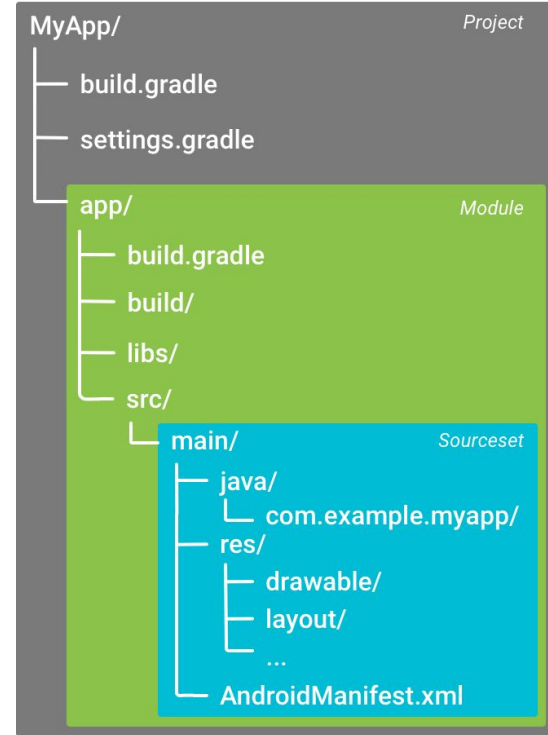 MyApp/ Project
build.gradle
settings.gradle
app/ Module
build.gradle
build/
libs/
src/
main/ Sourceset
java/
com.example.myapp/
res/
drawable/
layout/
...
AndroidManifest.xml